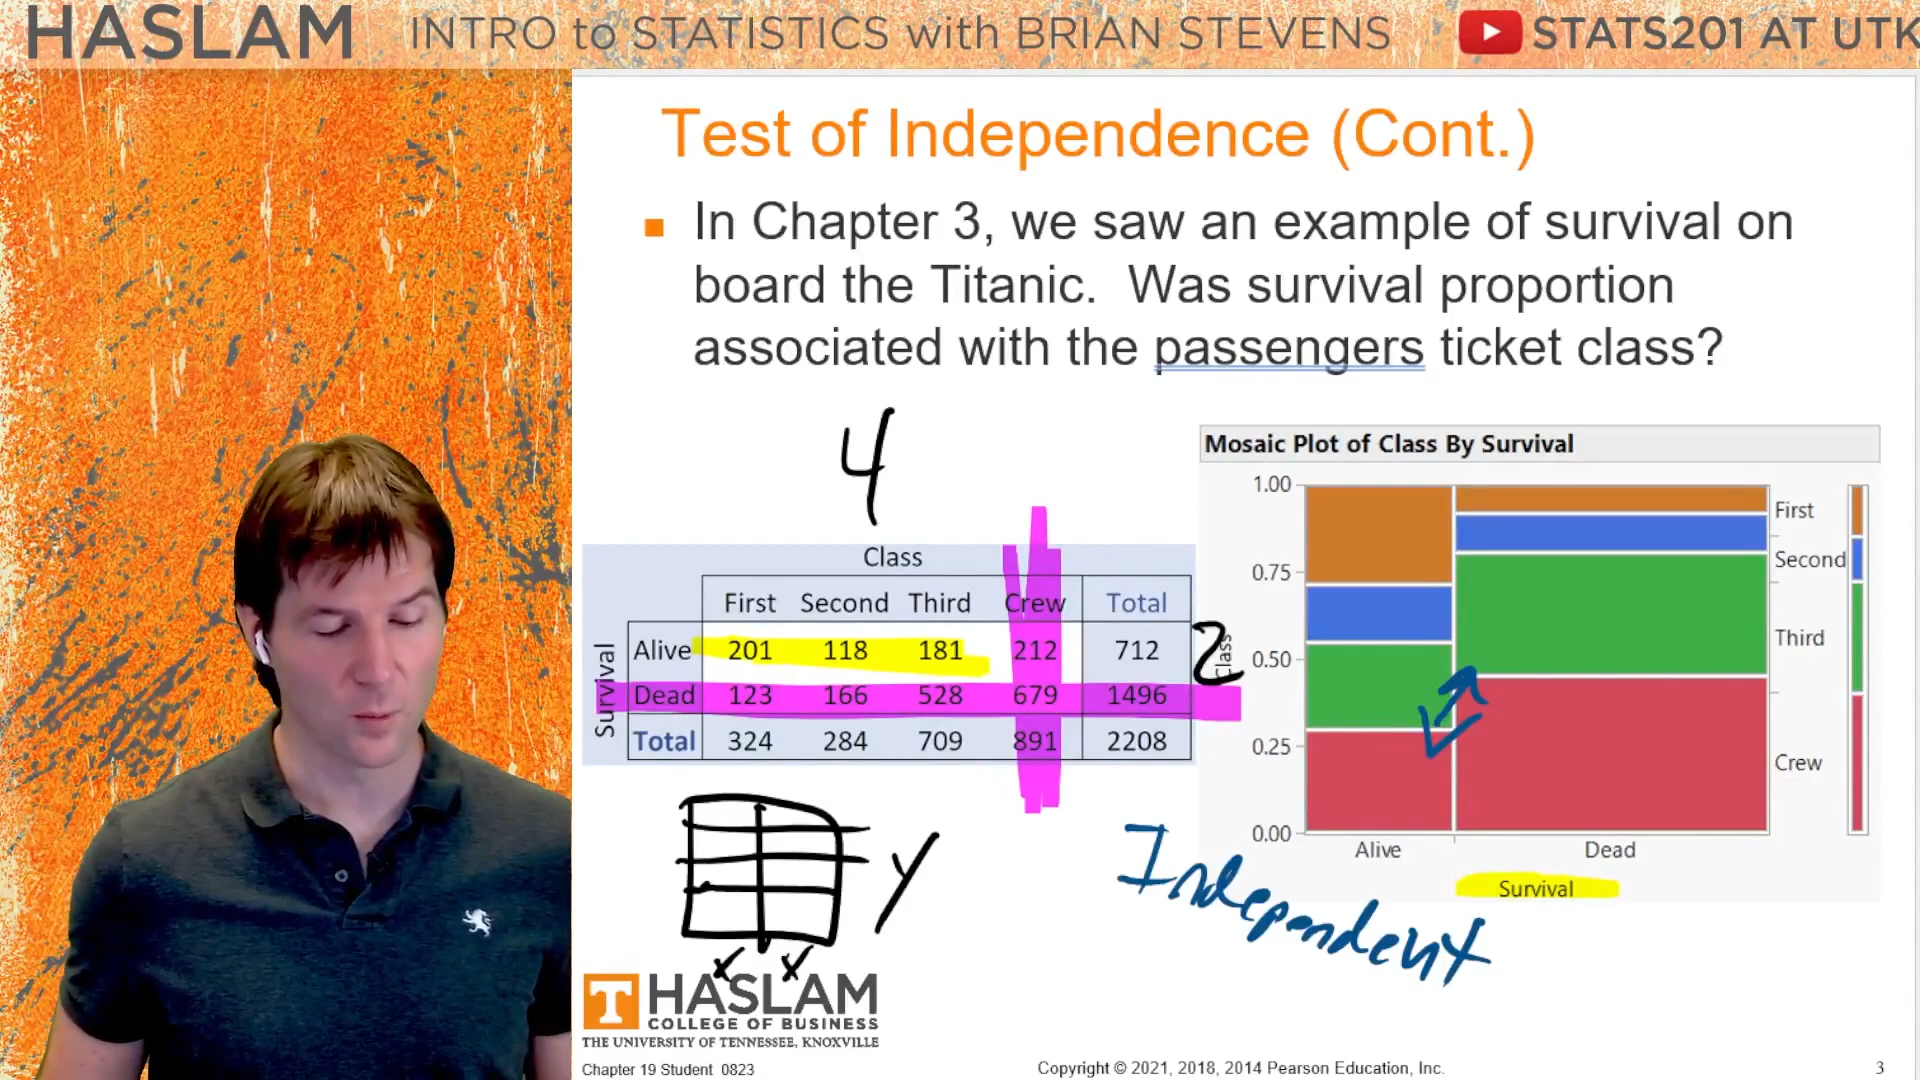 HASLAM INTRO to STATISTICS with BRIAN STEVENS STATS201 AT UTK
Test of Independence (Cont.)
In Chapter 3, we saw an example of survival on
board the Titanic. Was survival proportion
associated with the passengers ticket class?
4
Class
First Second Third Crew Total
Survival
Alive 201 118 181 212 712
Dead 123 166 528 679 1496
Total 324 284 709 891 2208
2
Mosaic Plot of Class By Survival
Class
1.00
0.75
0.50
0.25
0.00
First
Second
Third
Crew
Alive Dead
Survival
Independent
y
x x
T HASLAM
COLLEGE OF BUSINESS
THE UNIVERSITY OF TENNESSEE, KNOXVILLE
Chapter 19 Student 0823
Copyright © 2021, 2018, 2014 Pearson Education, Inc.
3